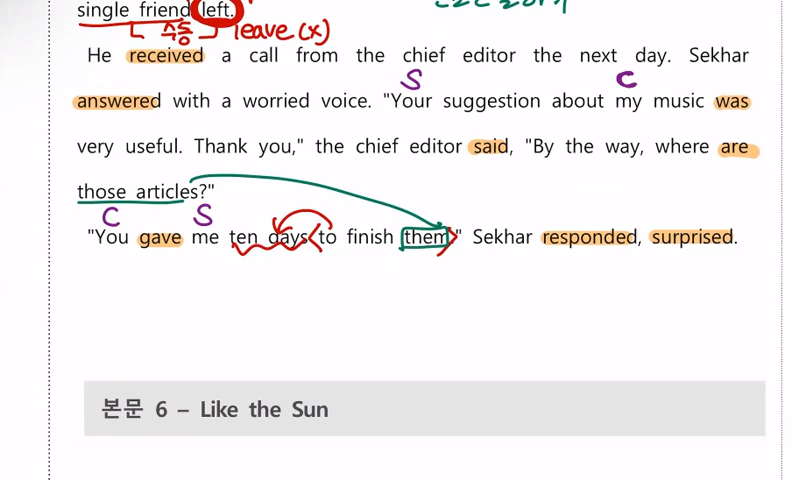 single friend left.
수동 leave (x)
He received a call from the chief editor the next day. Sekhar
S C
answered with a worried voice. "Your suggestion about my music was
very useful. Thank you," the chief editor said, "By the way, where are
those articles?"
C S
"You gave me ten days to finish them." Sekhar responded, surprised.
본문 6 – Like the Sun